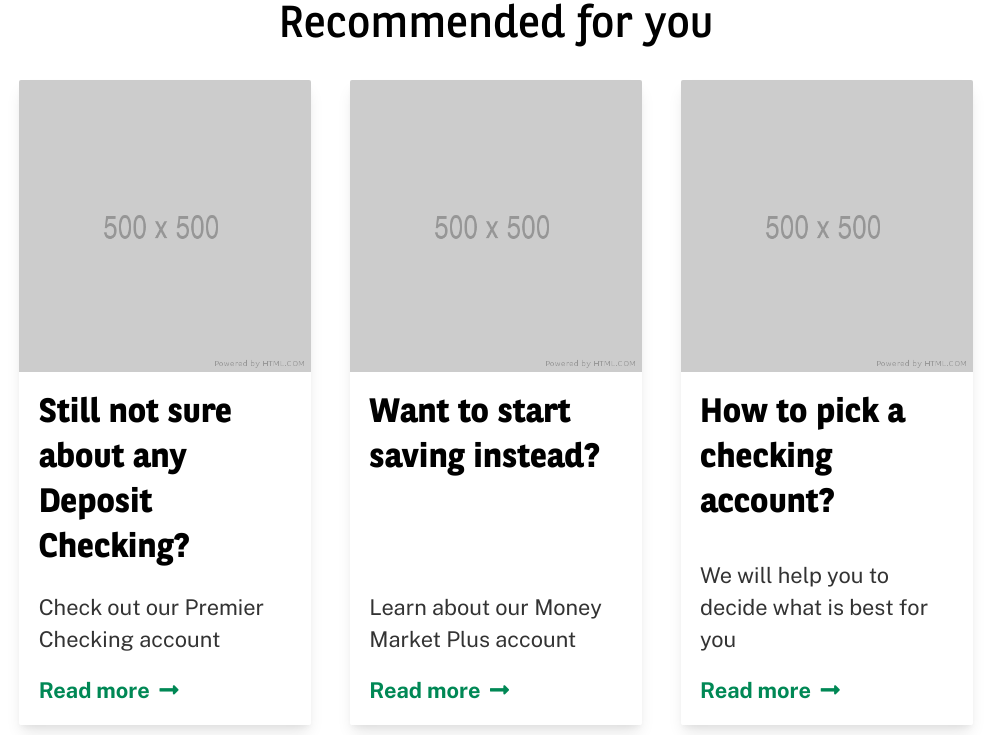 Recommended for you
500 x 500
Powered by HTML.COM
Still not sure
about any
Deposit
Checking?
Check out our Premier
Checking account
Read more →
500 x 500
Powered by HTML.COM
Want to start
saving instead?
Learn about our Money
Market Plus account
Read more →
500 x 500
Powered by HTML.COM
How to pick a
checking
account?
We will help you to
decide what is best for
you
Read more →